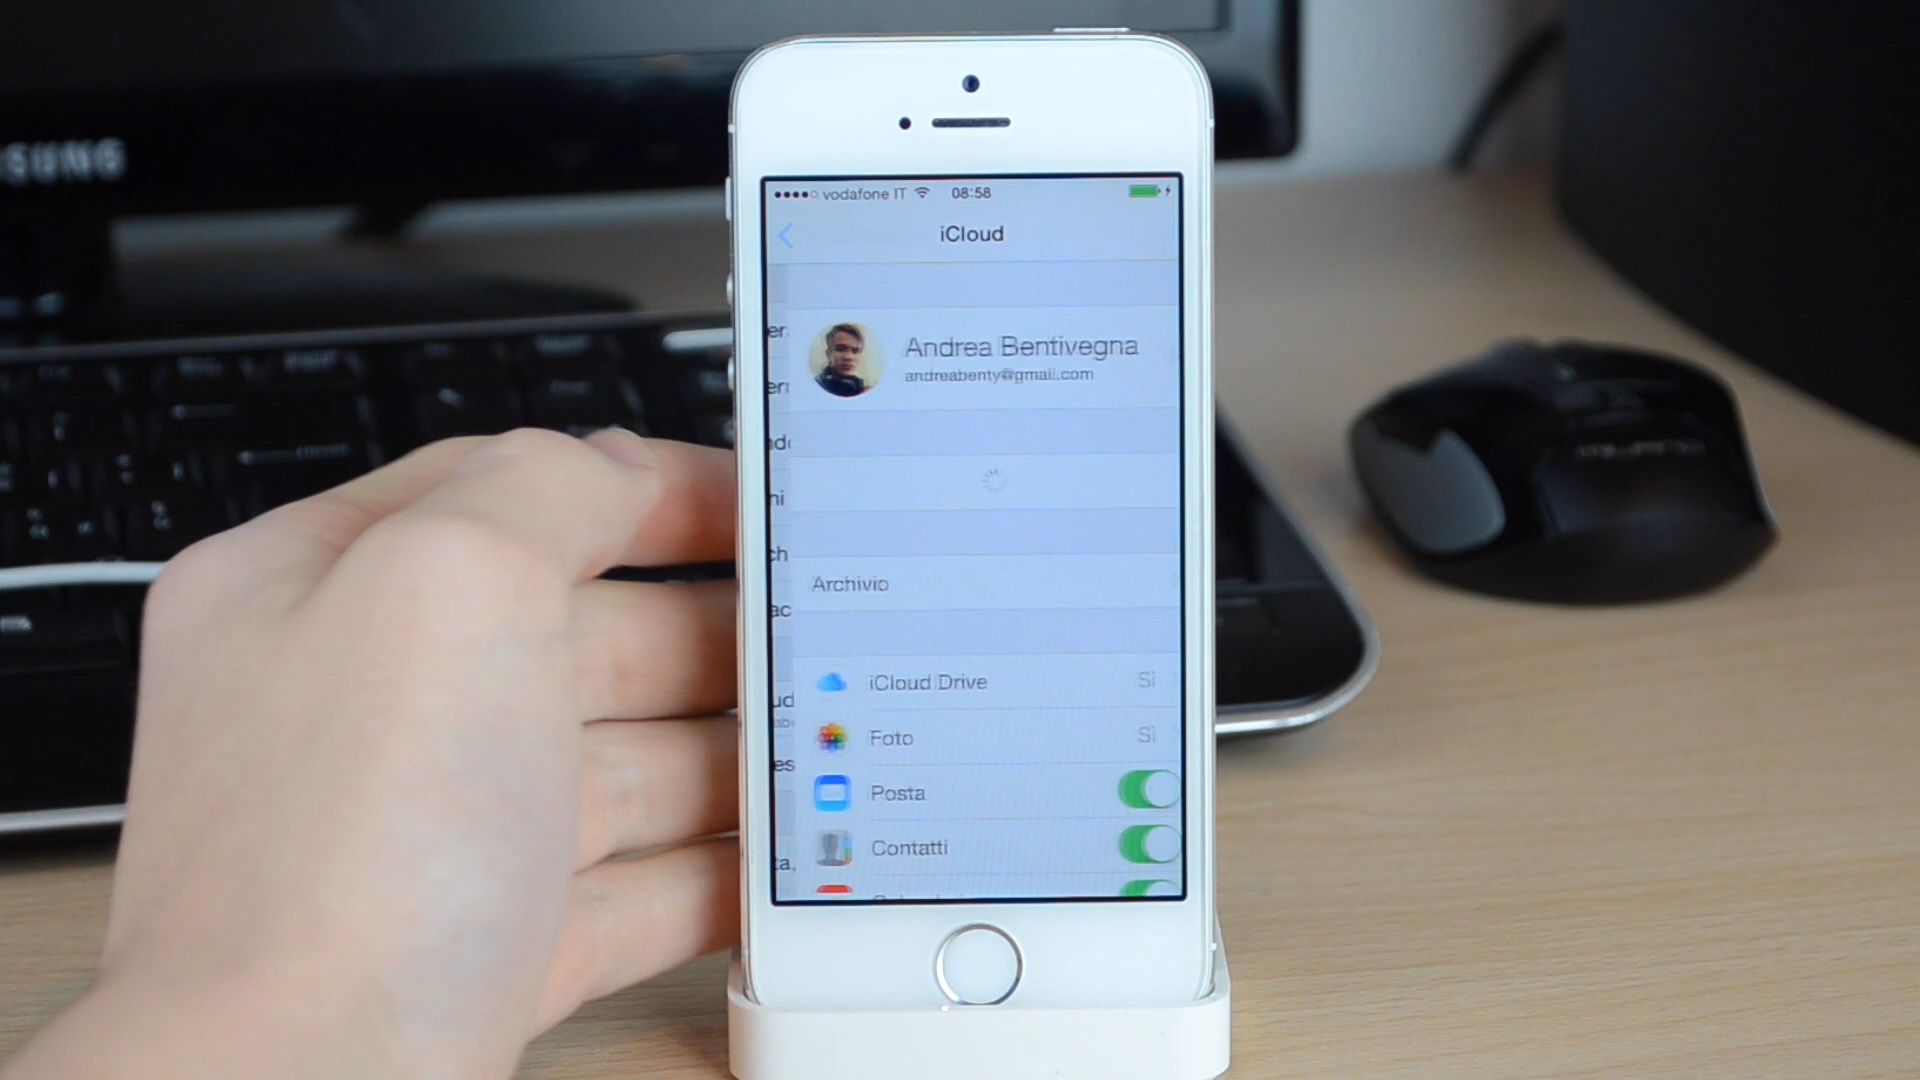 SUNG
vodafone IT 08:58
iCloud
Andrea Bentivegna
andreabenty@gmail.com
Archivio
iCloud Drive Sì
Foto Sì
Posta
Contatti